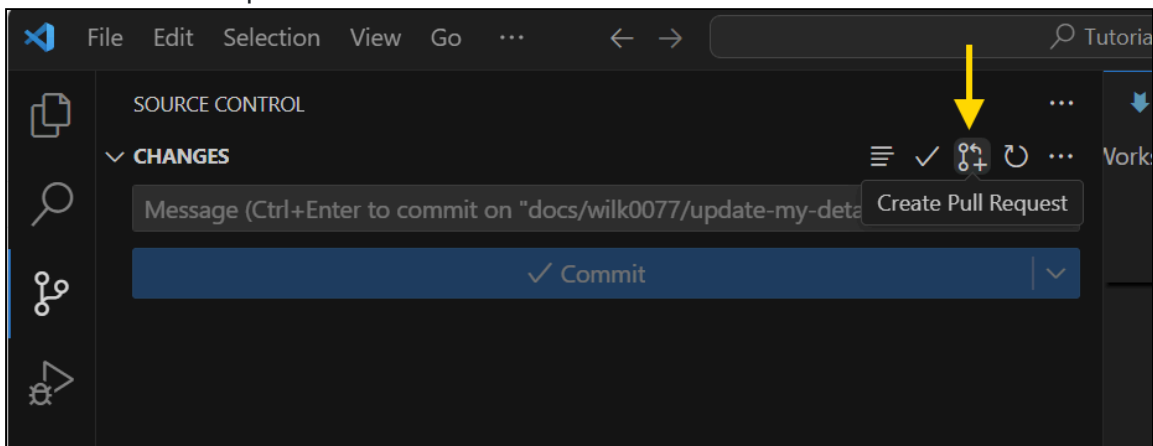 File Edit Selection View Go ··· ← → Tutoria
SOURCE CONTROL ···
CHANGES ··· Works
Message (Ctrl+Enter to commit on "docs/wilk0077/update-my-deta
Create Pull Request
Commit